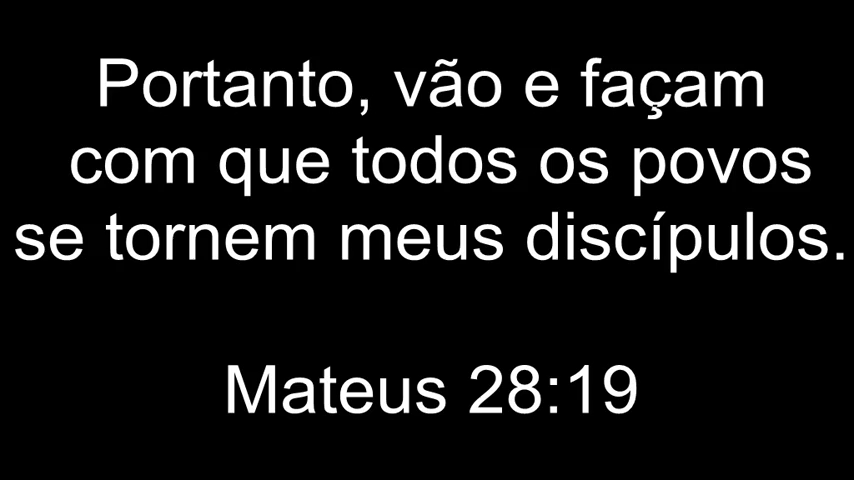 Portanto, vão e façam
com que todos os povos
se tornem meus discípulos.
Mateus 28:19